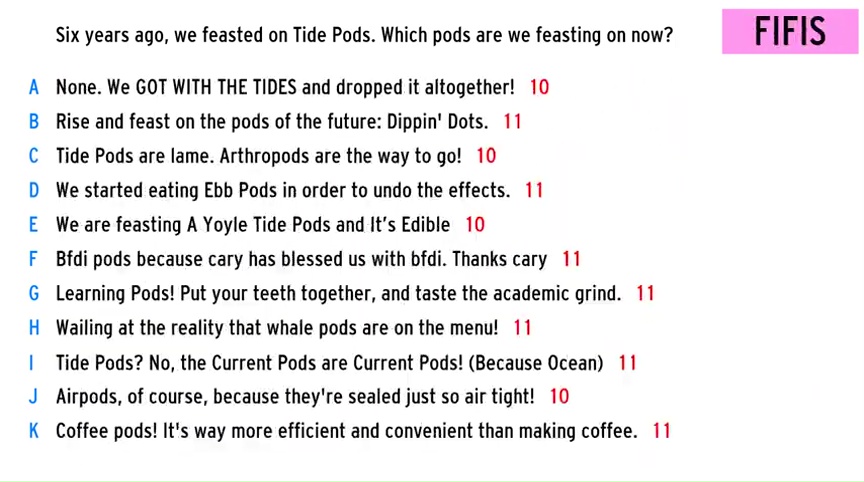 Six years ago, we feasted on Tide Pods. Which pods are we feasting on now?
FIFIS
A None. We GOT WITH THE TIDES and dropped it altogether! 10
B Rise and feast on the pods of the future: Dippin' Dots. 11
C Tide Pods are lame. Arthropods are the way to go! 10
D We started eating Ebb Pods in order to undo the effects. 11
E We are feasting A Yoyle Tide Pods and It’s Edible 10
F Bfdi pods because cary has blessed us with bfdi. Thanks cary 11
G Learning Pods! Put your teeth together, and taste the academic grind. 11
H Wailing at the reality that whale pods are on the menu! 11
I Tide Pods? No, the Current Pods are Current Pods! (Because Ocean) 11
J Airpods, of course, because they're sealed just so air tight! 10
K Coffee pods! It's way more efficient and convenient than making coffee. 11